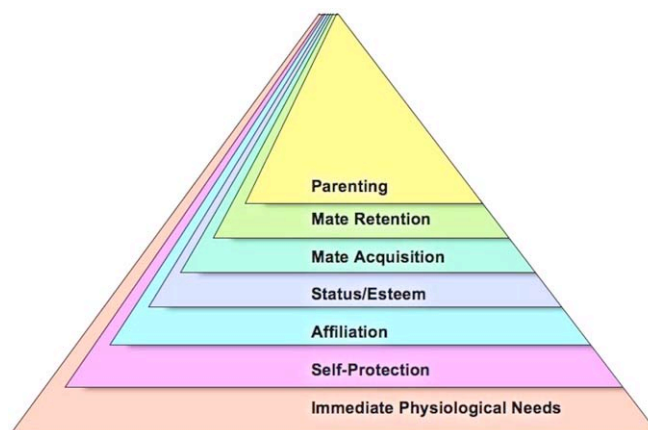 Parenting
Mate Retention
Mate Acquisition
Status/Esteem
Affiliation
Self-Protection
Immediate Physiological Needs